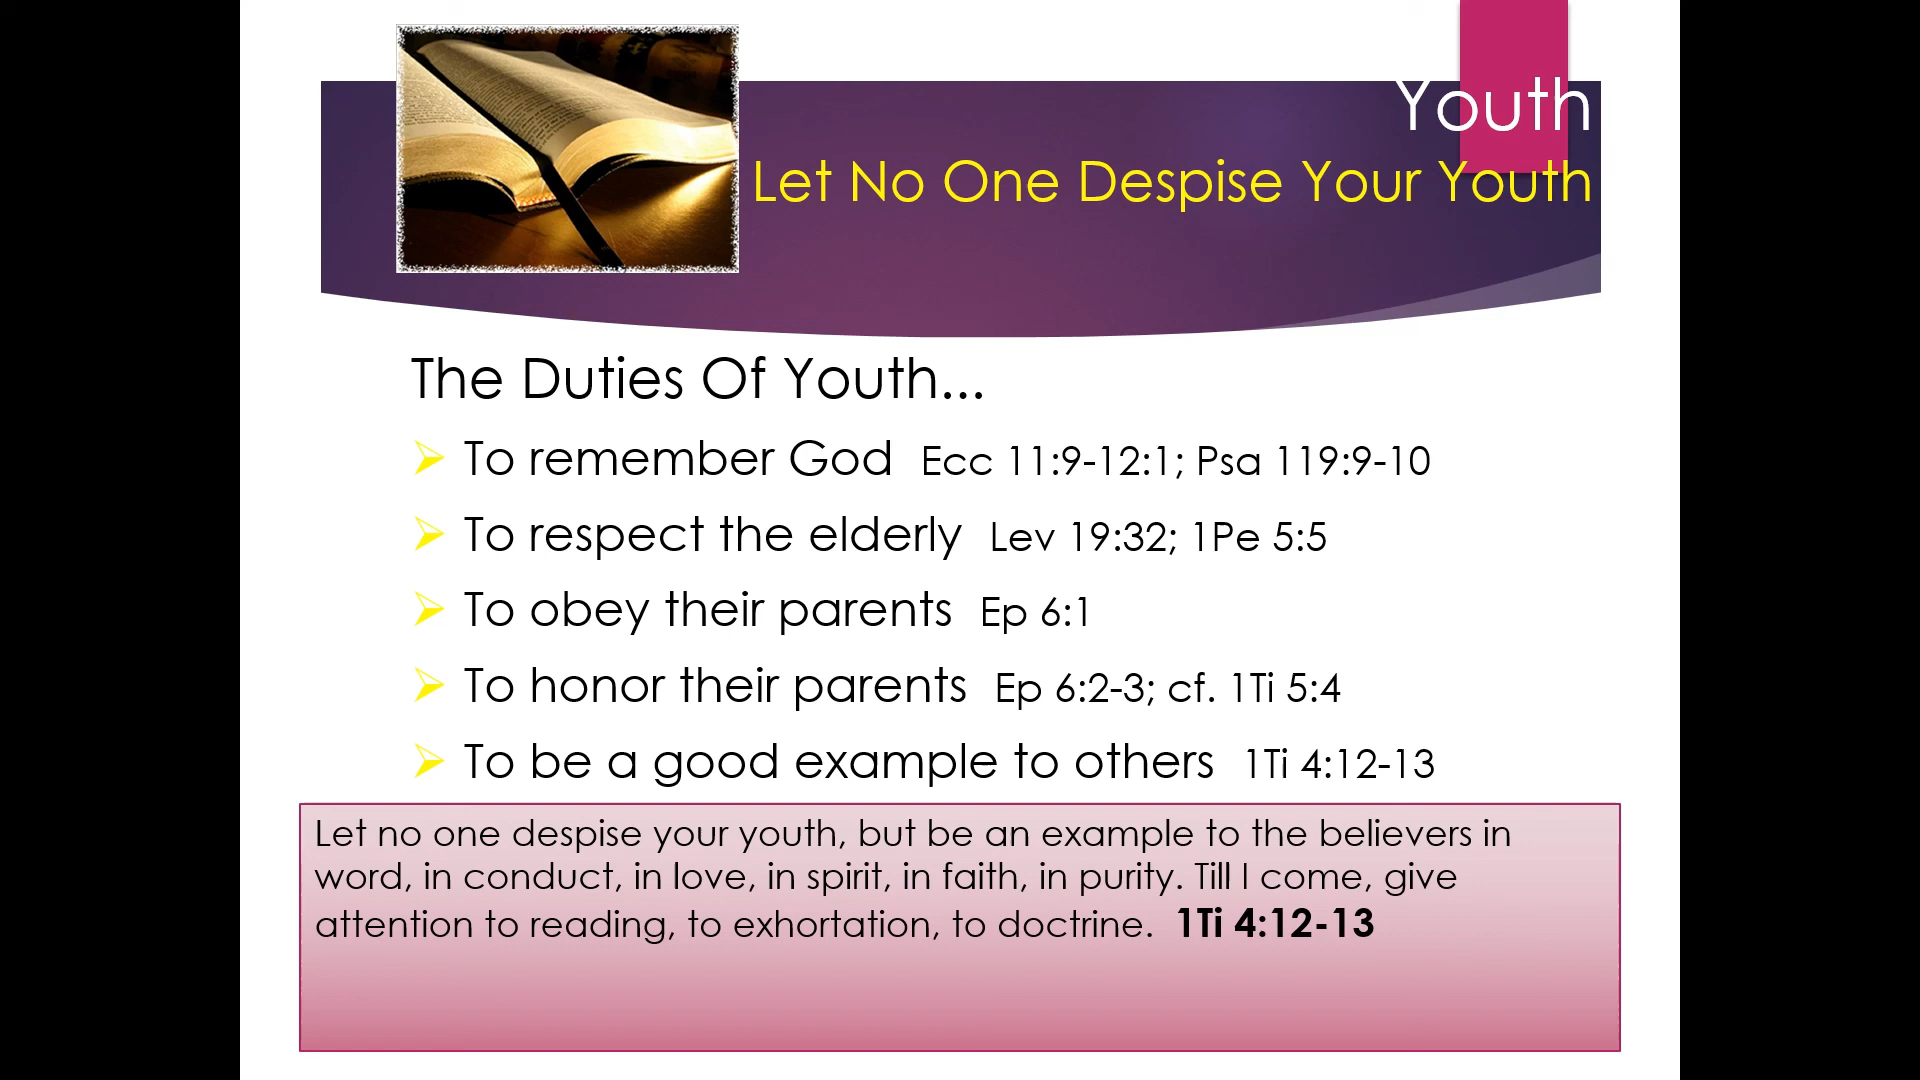 Youth
Let No One Despise Your Youth
The Duties Of Youth...
To remember God Ecc 11:9-12:1; Psa 119:9-10
To respect the elderly Lev 19:32; 1Pe 5:5
To obey their parents Ep 6:1
To honor their parents Ep 6:2-3; cf. 1Ti 5:4
To be a good example to others 1Ti 4:12-13
Let no one despise your youth, but be an example to the believers in
word, in conduct, in love, in spirit, in faith, in purity. Till I come, give
attention to reading, to exhortation, to doctrine. 1Ti 4:12-13